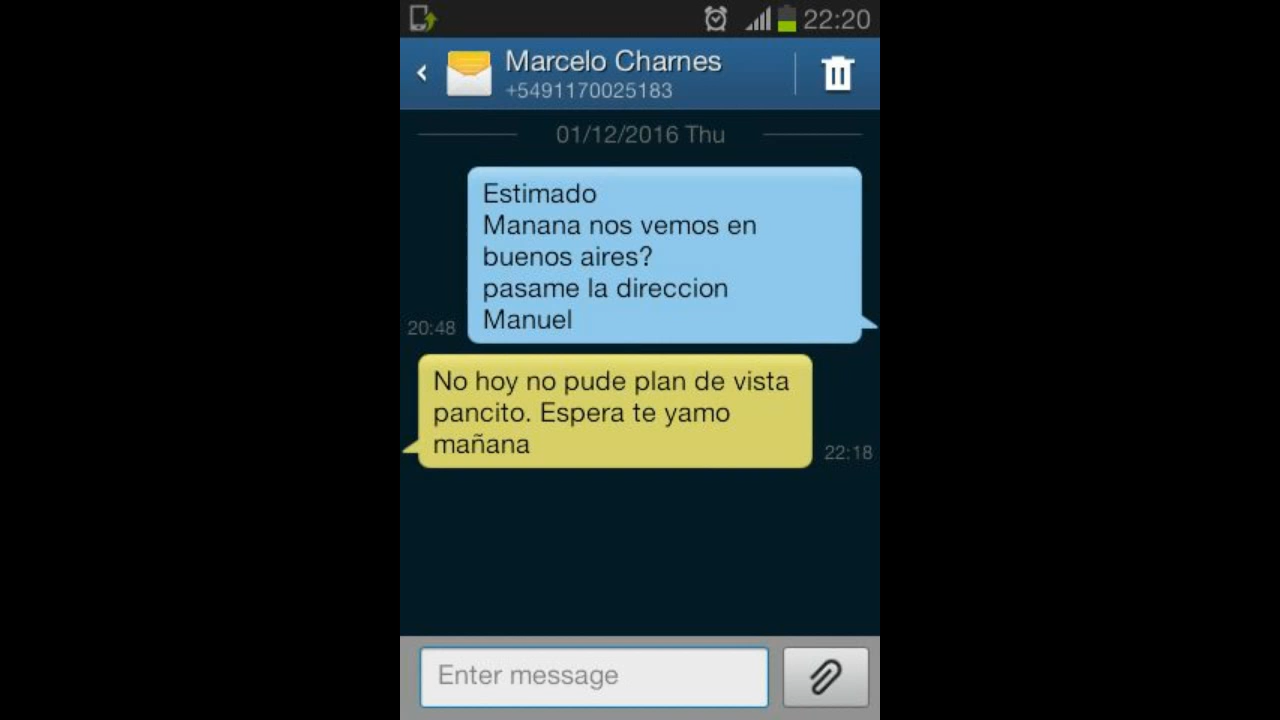 22:20
Marcelo Charnes
+5491170025183
01/12/2016 Thu
Estimado
Manana nos vemos en
buenos aires?
pasame la direccion
Manuel
20:48
No hoy no pude plan de vista
pancito. Espera te yamo
mañana
22:18
Enter message